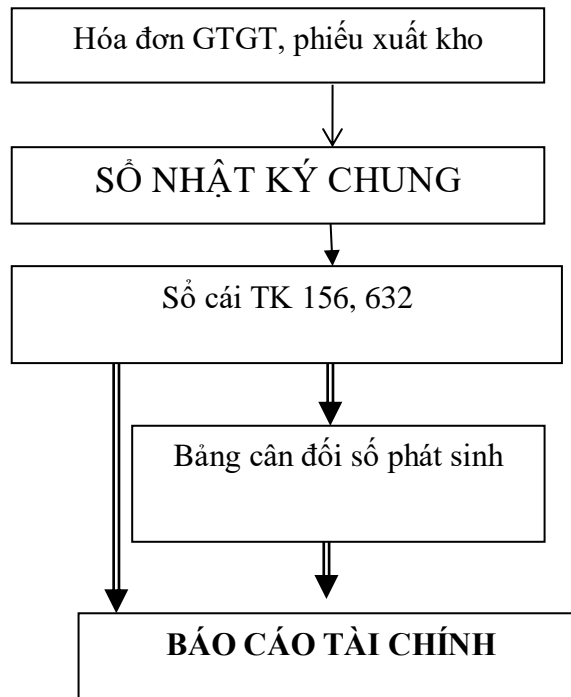 Hóa đơn GTGT, phiếu xuất kho
SỔ NHẬT KÝ CHUNG
Sổ cái TK 156, 632
Bảng cân đối số phát sinh
BÁO CÁO TÀI CHÍNH